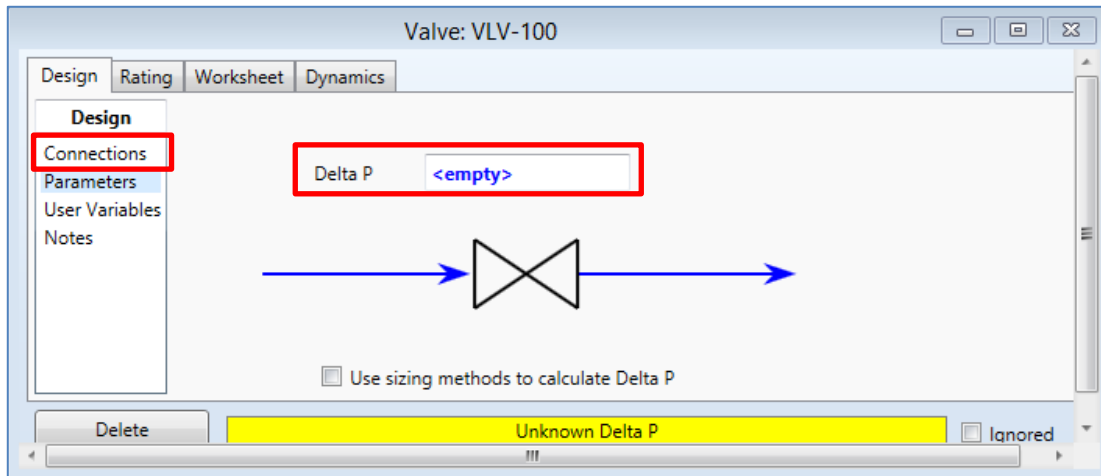 Valve: VLV-100
Design Rating Worksheet Dynamics
Design
Connections
Parameters
User Variables
Notes
Delta P <empty>
Use sizing methods to calculate Delta P
Delete
Unknown Delta P
Ignored